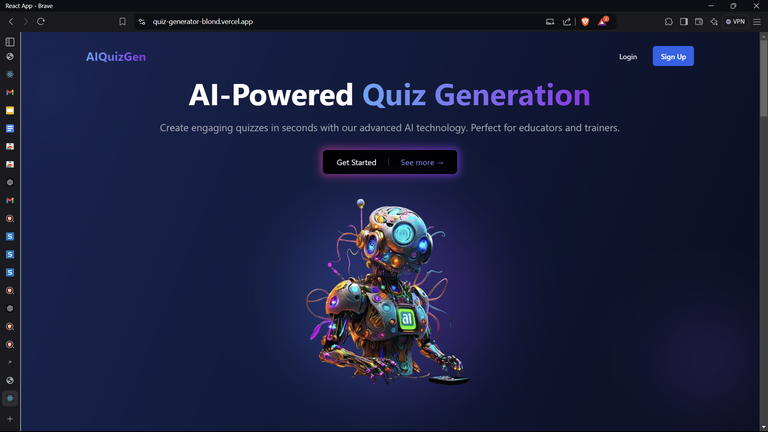 React App - Brave
quiz-generator-blond.vercel.app
VPN
AIQuizGen
Login
Sign Up
AI-Powered Quiz Generation
Create engaging quizzes in seconds with our advanced AI technology. Perfect for educators and trainers.
Get Started
See more →
ai